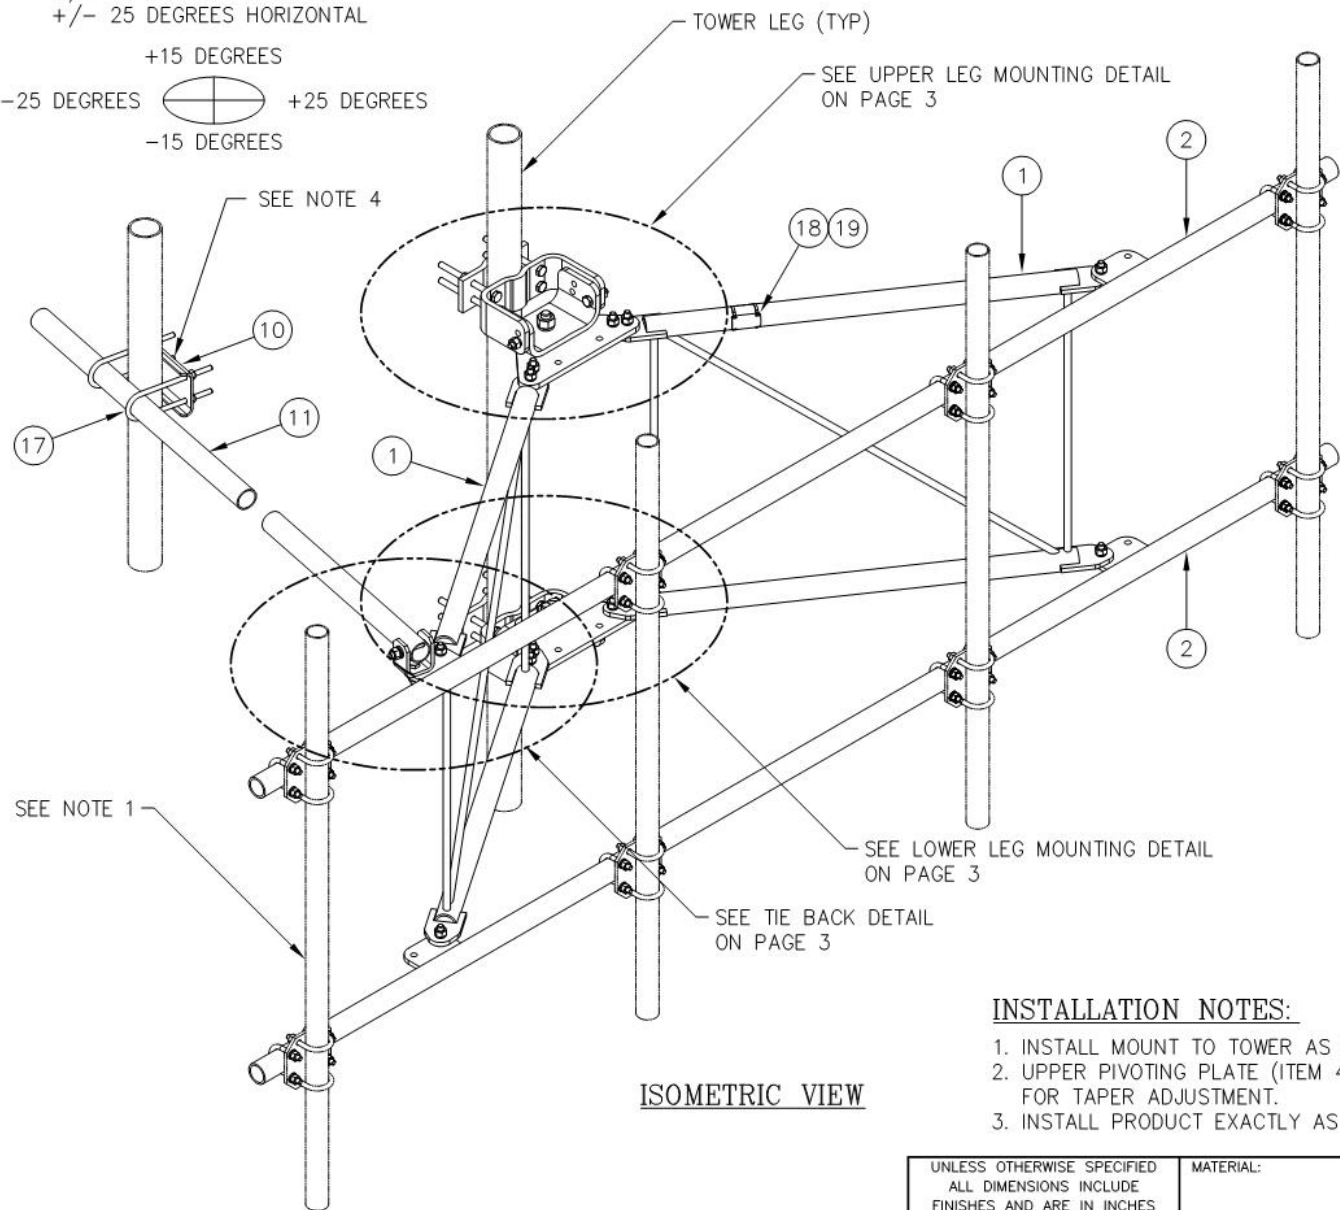 +/- 25 DEGREES HORIZONTAL
+15 DEGREES
-25 DEGREES
+25 DEGREES
-15 DEGREES
TOWER LEG (TYP)
SEE UPPER LEG MOUNTING DETAIL
ON PAGE 3
2
1
SEE NOTE 4
18 19
10
17
11
1
2
SEE NOTE 1
SEE LOWER LEG MOUNTING DETAIL
ON PAGE 3
SEE TIE BACK DETAIL
ON PAGE 3
ISOMETRIC VIEW
INSTALLATION NOTES:
1. INSTALL MOUNT TO TOWER AS
2. UPPER PIVOTING PLATE (ITEM 4
FOR TAPER ADJUSTMENT.
3. INSTALL PRODUCT EXACTLY AS
UNLESS OTHERWISE SPECIFIED
ALL DIMENSIONS INCLUDE
FINISHES AND ARE IN INCHES
MATERIAL: